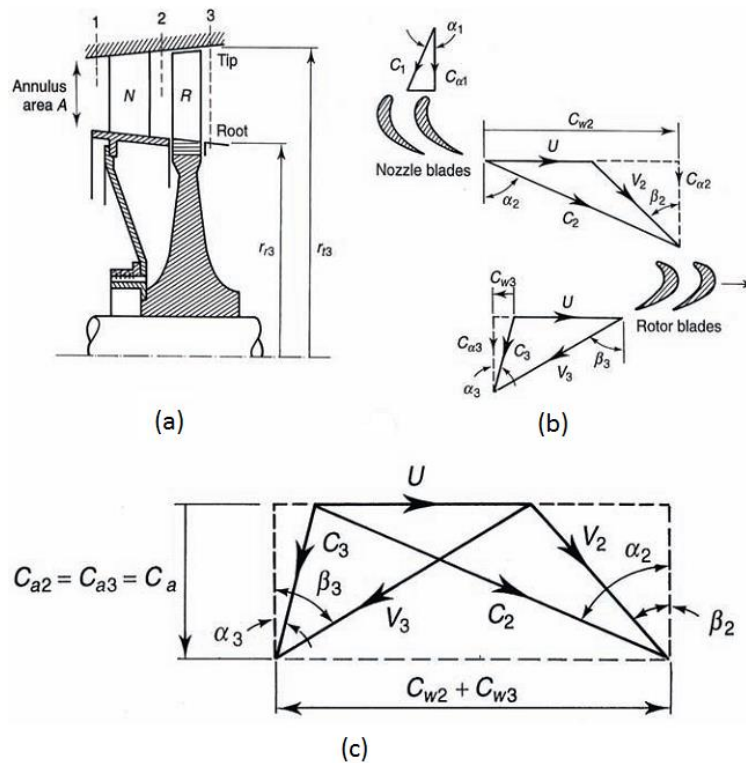 1
2
3
Tip
Annulus
area A
N
R
Root
r_r3
r_t3
(a)
α1
C1
Cα1
Nozzle blades
Cw2
U
V2
β2
Cα2
α2
C2
Cw3
U
Cα3
C3
V3
β3
α3
Rotor blades
(b)
U
C3
V2
α2
Ca2 = Ca3 = Ca
β3
V3
C2
β2
α3
Cw2 + Cw3
(c)